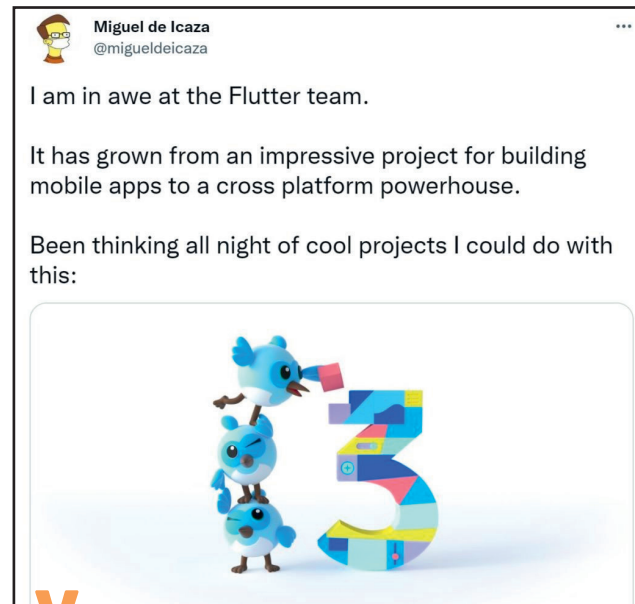 Miguel de Icaza
@migueldeicaza
I am in awe at the Flutter team.
It has grown from an impressive project for building
mobile apps to a cross platform powerhouse.
Been thinking all night of cool projects I could do with
this:
3